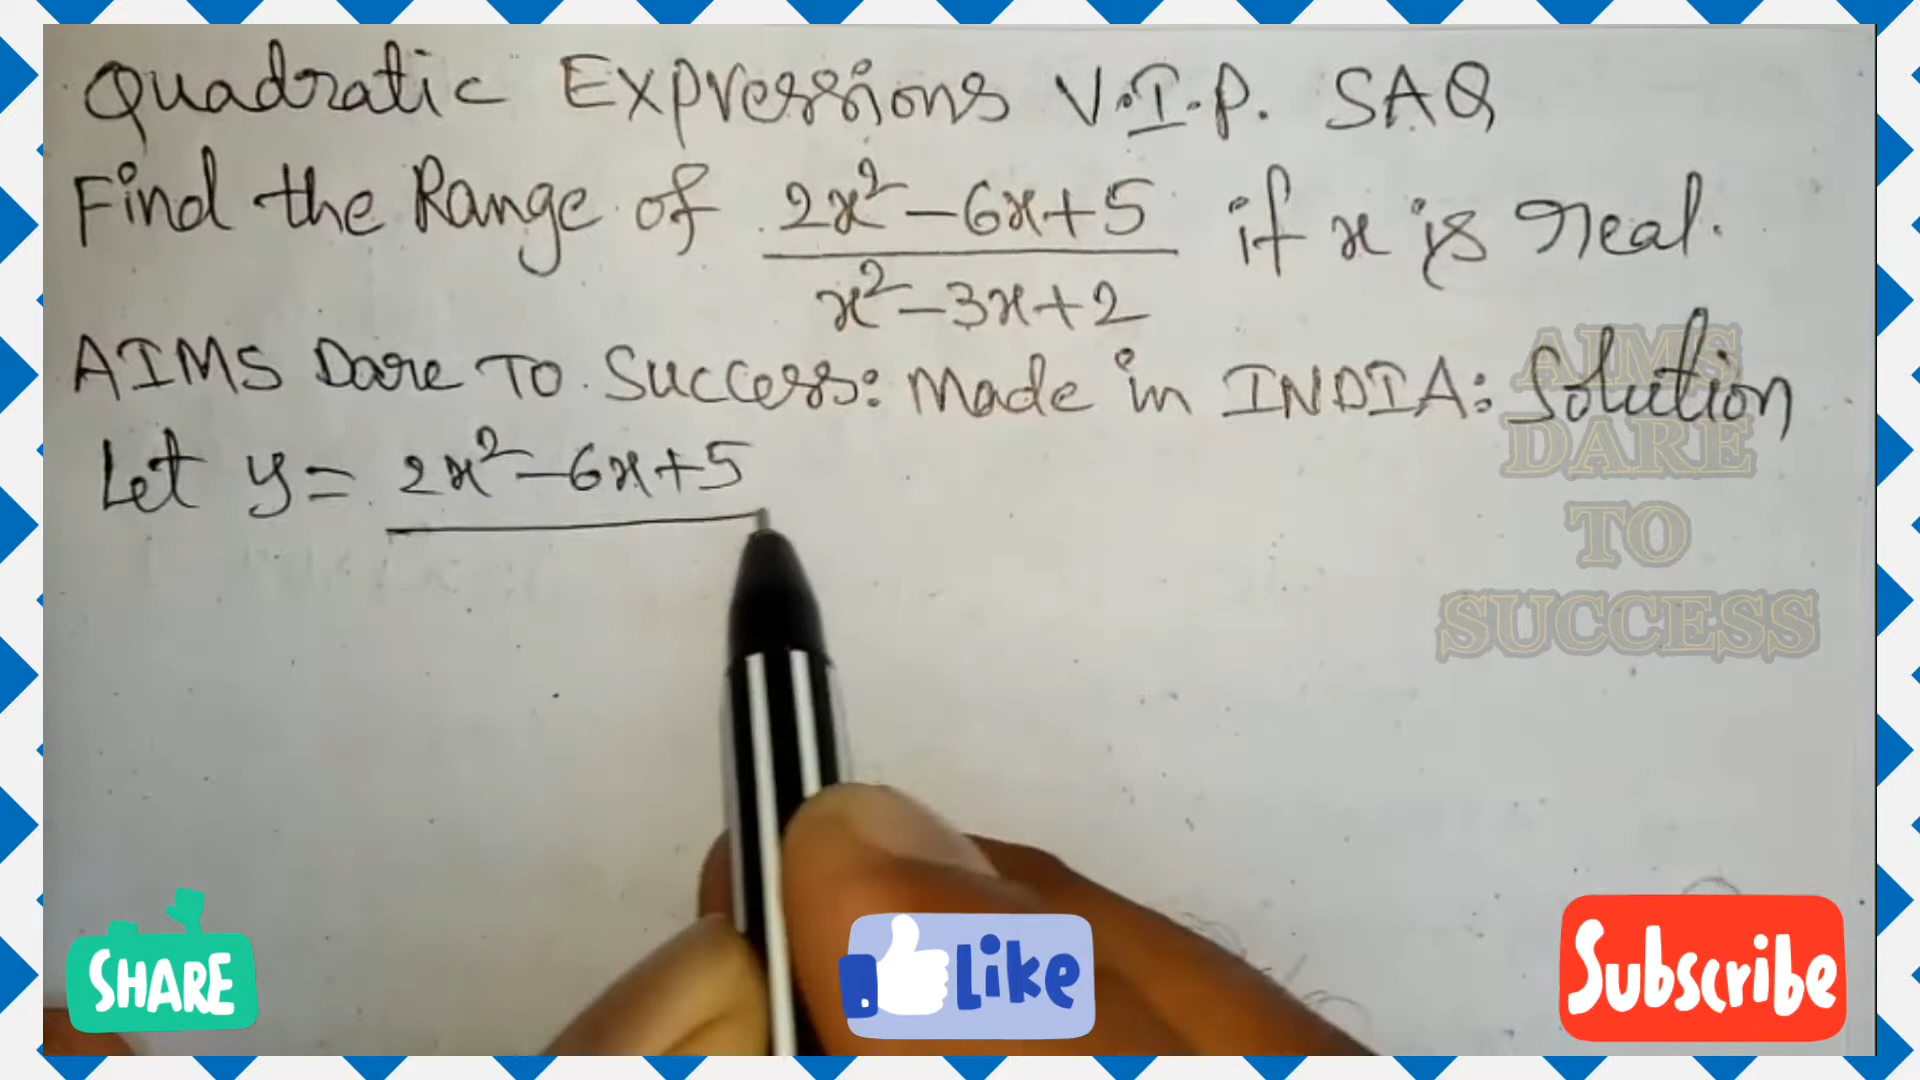 Quadratic Expressions V.I.P. SAQ
Find the Range of 2x²-6x+5 / x²-3x+2 if x is real.
AIMS Dare To Success: Made in INDIA: Solution
Let y = 2x²-6x+5
AIMS
DARE
TO
SUCCESS
SHARE
Like
Subscribe